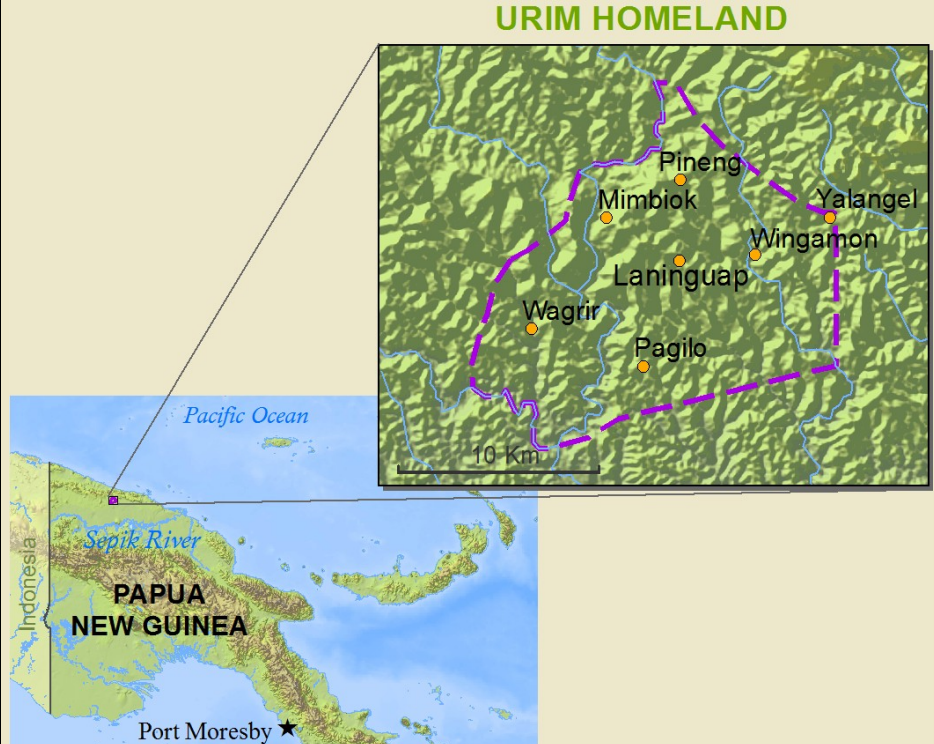 URIM HOMELAND
Pineng
Mimbiok
Yalangel
Wingamon
Laninguap
Wagrir
Pagilo
10 Km
Pacific Ocean
Sepik River
Indonesia
PAPUA
NEW GUINEA
Port Moresby